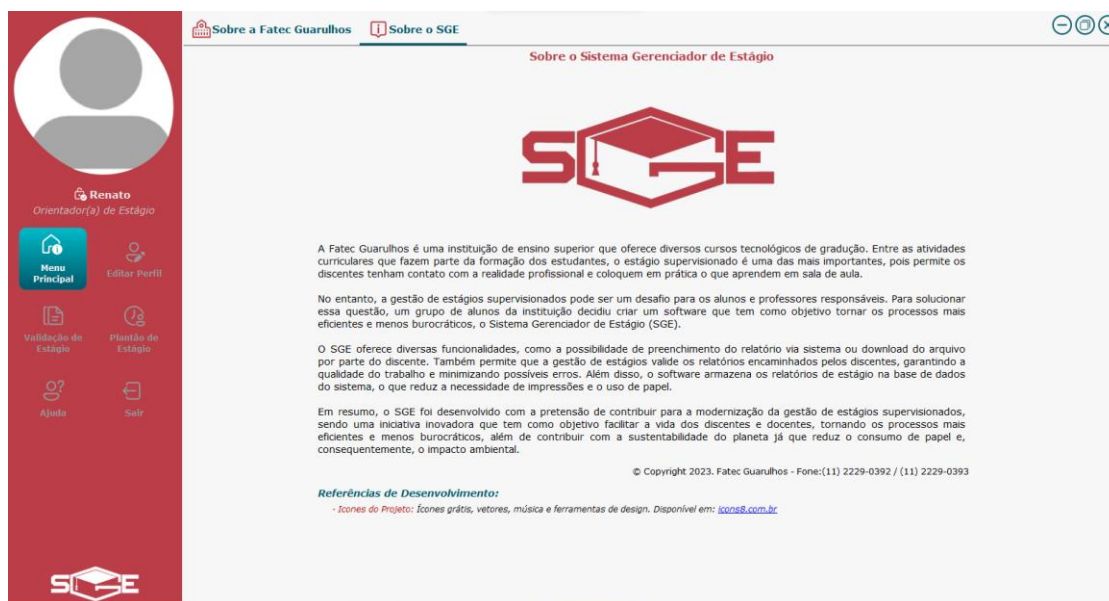 Sobre a Fatec Guarulhos
Sobre o SGE
Sobre o Sistema Gerenciador de Estágio
SGE
Renato
Orientador(a) de Estágio
Menu
Principal
Editar Perfil
Validação de
Estágio
Plantão de
Estágio
Ajuda
Sair
SGE
A Fatec Guarulhos é uma instituição de ensino superior que oferece diversos cursos tecnológicos de gradução. Entre as atividades
curriculares que fazem parte da formação dos estudantes, o estágio supervisionado é uma das mais importantes, pois permite os
discentes tenham contato com a realidade profissional e coloquem em prática o que aprendem em sala de aula.
No entanto, a gestão de estágios supervisionados pode ser um desafio para os alunos e professores responsáveis. Para solucionar
essa questão, um grupo de alunos da instituição decidiu criar um software que tem como objetivo tornar os processos mais
eficientes e menos burocráticos, o Sistema Gerenciador de Estágio (SGE).
O SGE oferece diversas funcionalidades, como a possibilidade de preenchimento do relatório via sistema ou download do arquivo
por parte do discente. Também permite que a gestão de estágios valide os relatórios encaminhados pelos discentes, garantindo a
qualidade do trabalho e minimizando possíveis erros. Além disso, o software armazena os relatórios de estágio na base de dados
do sistema, o que reduz a necessidade de impressões e o uso de papel.
Em resumo, o SGE foi desenvolvido com a pretensão de contribuir para a modernização da gestão de estágios supervisionados,
sendo uma iniciativa inovadora que tem como objetivo facilitar a vida dos discentes e docentes, tornando os processos mais
eficientes e menos burocráticos, além de contribuir com a sustentabilidade do planeta já que reduz o consumo de papel e,
consequentemente, o impacto ambiental.
© Copyright 2023. Fatec Guarulhos - Fone:(11) 2229-0392 / (11) 2229-0393
Referências de Desenvolvimento:
- Icones do Projeto: Ícones grátis, vetores, música e ferramentas de design. Disponível em: icons8.com.br